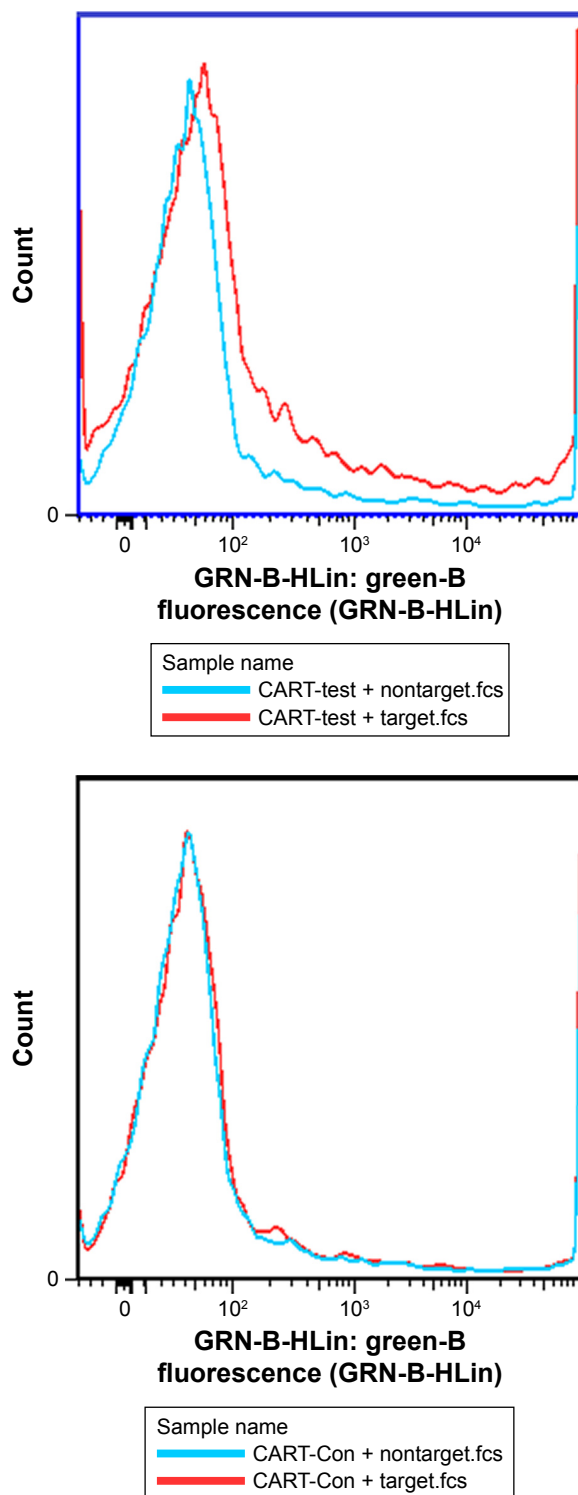 Count
0
0 10² 10³ 10⁴
GRN-B-HLin: green-B
fluorescence (GRN-B-HLin)
Sample name
CART-test + nontarget.fcs
CART-test + target.fcs
Count
0
0 10² 10³ 10⁴
GRN-B-HLin: green-B
fluorescence (GRN-B-HLin)
Sample name
CART-Con + nontarget.fcs
CART-Con + target.fcs